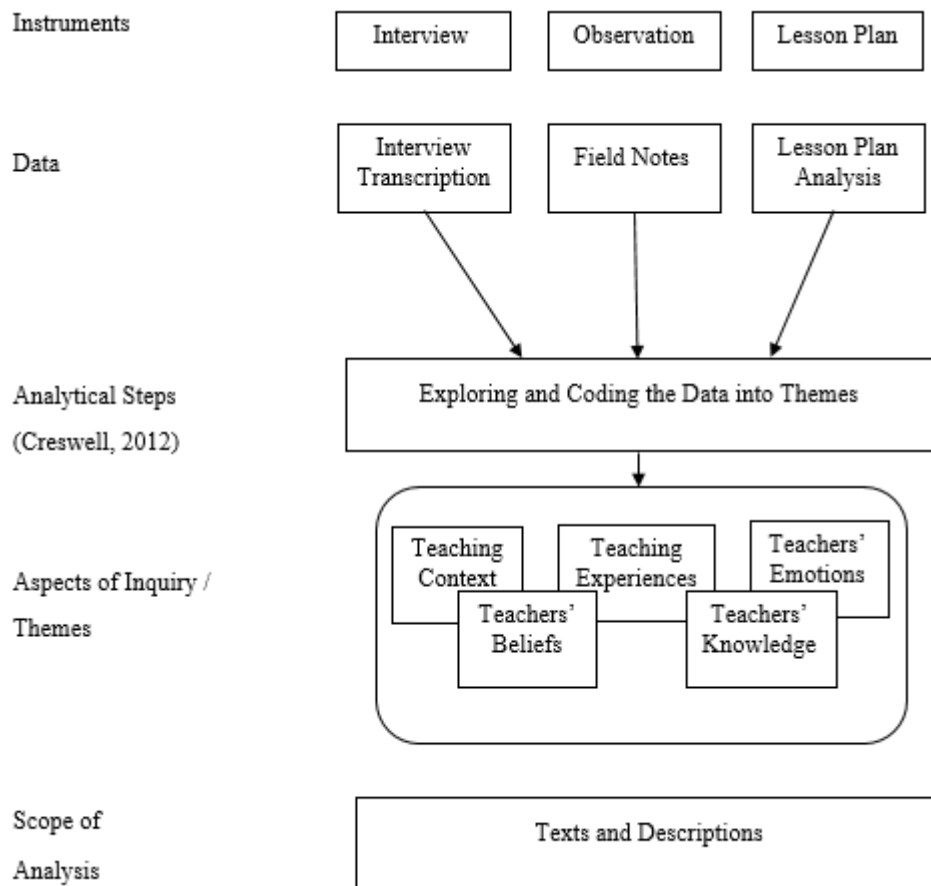 Instruments
Interview
Observation
Lesson Plan
Data
Interview
Transcription
Field Notes
Lesson Plan
Analysis
Analytical Steps
(Creswell, 2012)
Exploring and Coding the Data into Themes
Aspects of Inquiry /
Themes
Teaching
Context
Teaching
Experiences
Teachers’
Emotions
Teachers’
Beliefs
Teachers’
Knowledge
Scope of
Analysis
Texts and Descriptions